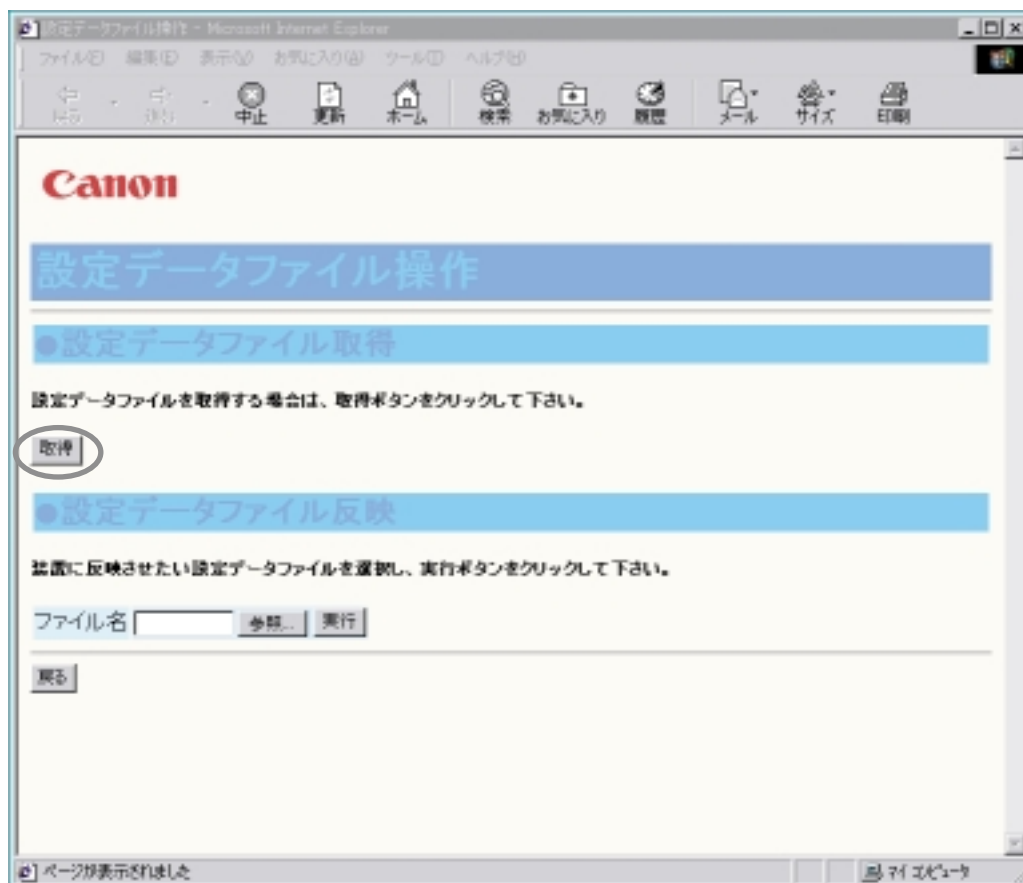 設定データファイル操作 - Microsoft Internet Explorer
ファイル(F) 編集(E) 表示(V) お気に入り(A) ツール(T) ヘルプ(H)
戻る 進む 中止 更新 ホーム 検索 お気に入り 履歴 メール サイズ 印刷
Canon
設定データファイル操作
●設定データファイル取得
設定データファイルを取得する場合は、取得ボタンをクリックして下さい。
取得
●設定データファイル反映
装置に反映させたい設定データファイルを選択し、実行ボタンをクリックして下さい。
ファイル名 参照... 実行
戻る
ページが表示されました マイ コンピュータ